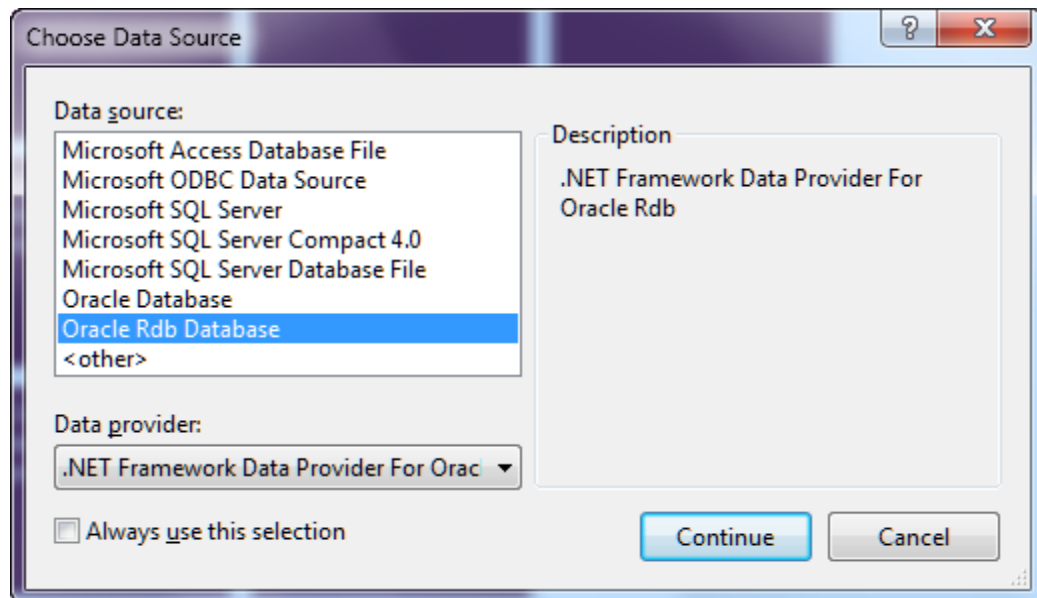 Choose Data Source
?
Data source:
Microsoft Access Database File
Microsoft ODBC Data Source
Microsoft SQL Server
Microsoft SQL Server Compact 4.0
Microsoft SQL Server Database File
Oracle Database
Oracle Rdb Database
<other>
Description
.NET Framework Data Provider For
Oracle Rdb
Data provider:
.NET Framework Data Provider For Orac
Always use this selection
Continue
Cancel